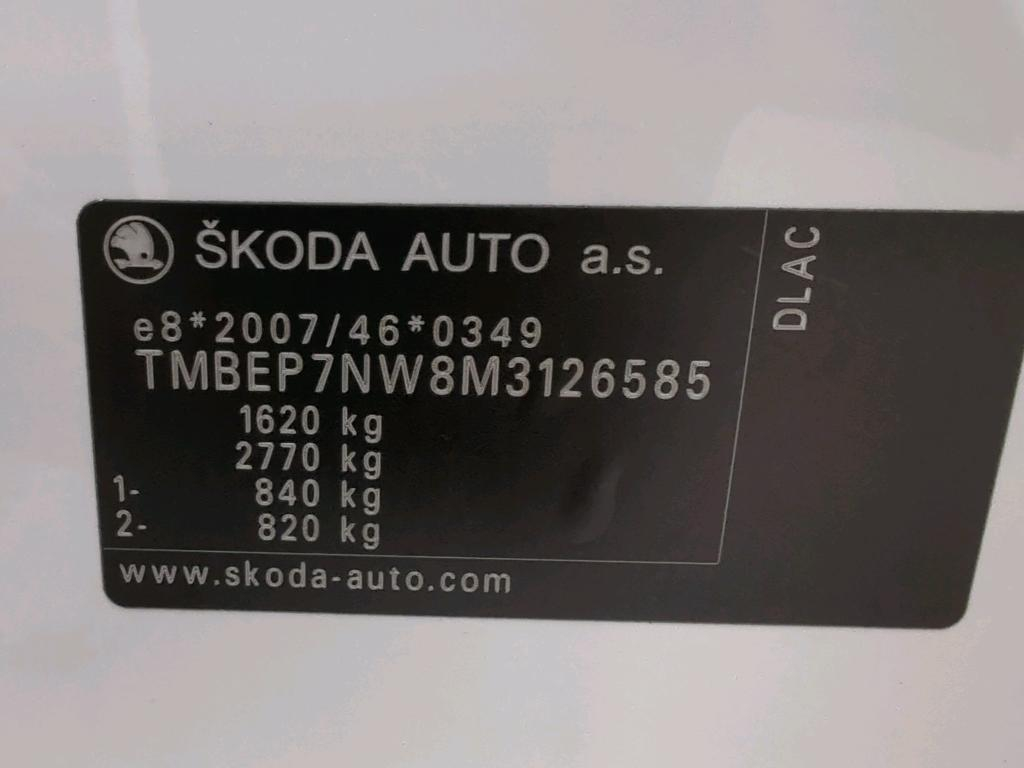 ŠKODA AUTO a.s.
e8*2007/46*0349
TMBEP7NW8M3126585
1620 kg
2770 kg
1- 840 kg
2- 820 kg
www.skoda-auto.com
DLAC